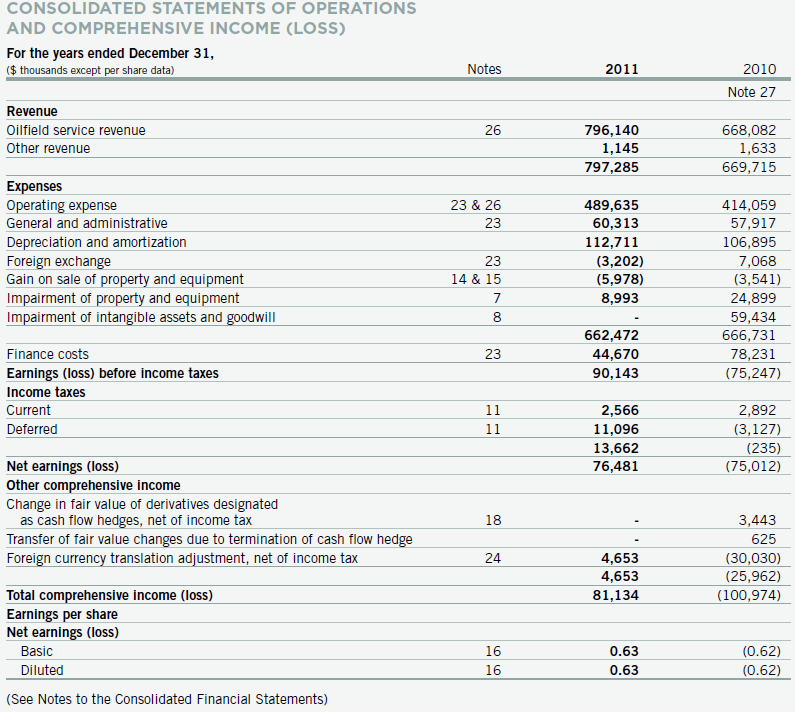 CONSOLIDATED STATEMENTS OF OPERATIONS
AND COMPREHENSIVE INCOME (LOSS)
For the years ended December 31,
($ thousands except per share data) Notes 2011 2010
Note 27
Revenue
Oilfield service revenue 26 796,140 668,082
Other revenue 1,145 1,633
797,285 669,715
Expenses
Operating expense 23 & 26 489,635 414,059
General and administrative 23 60,313 57,917
Depreciation and amortization 112,711 106,895
Foreign exchange 23 (3,202) 7,068
Gain on sale of property and equipment 14 & 15 (5,978) (3,541)
Impairment of property and equipment 7 8,993 24,899
Impairment of intangible assets and goodwill 8 - 59,434
662,472 666,731
Finance costs 23 44,670 78,231
Earnings (loss) before income taxes 90,143 (75,247)
Income taxes
Current 11 2,566 2,892
Deferred 11 11,096 (3,127)
13,662 (235)
Net earnings (loss) 76,481 (75,012)
Other comprehensive income
Change in fair value of derivatives designated
as cash flow hedges, net of income tax 18 - 3,443
Transfer of fair value changes due to termination of cash flow hedge - 625
Foreign currency translation adjustment, net of income tax 24 4,653 (30,030)
4,653 (25,962)
Total comprehensive income (loss) 81,134 (100,974)
Earnings per share
Net earnings (loss)
Basic 16 0.63 (0.62)
Diluted 16 0.63 (0.62)
(See Notes to the Consolidated Financial Statements)